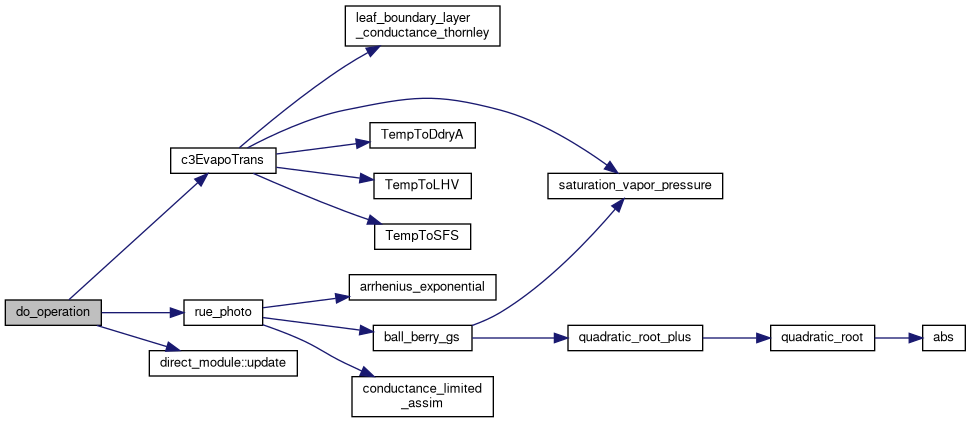 leaf_boundary_layer
_conductance_thornley
TempToDdryA
c3EvapoTrans
TempToLHV
saturation_vapor_pressure
TempToSFS
arrhenius_exponential
do_operation
rue_photo
ball_berry_gs
quadratic_root_plus
quadratic_root
abs
direct_module::update
conductance_limited
_assim